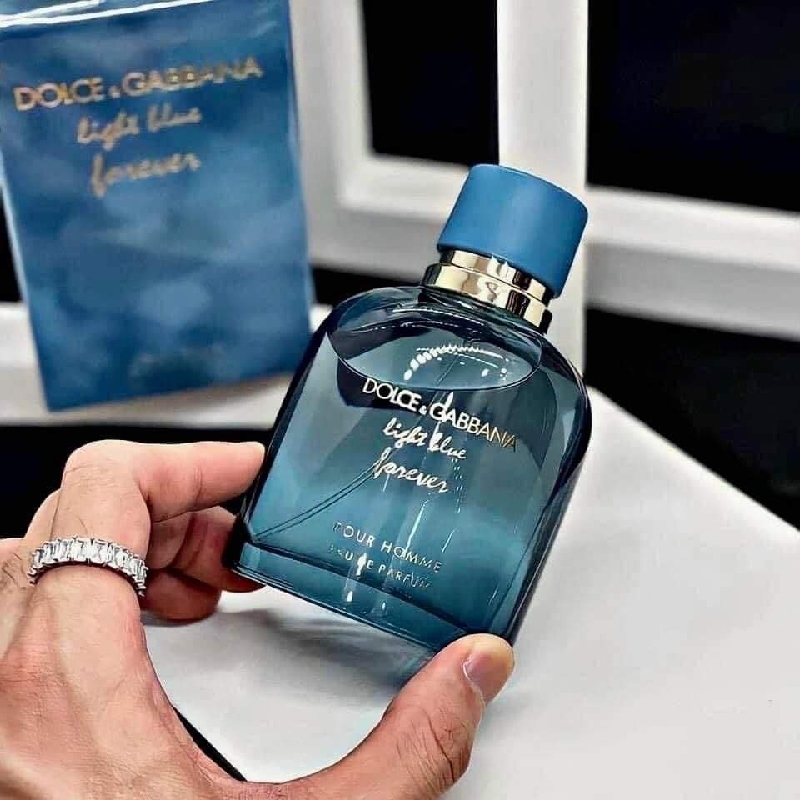 DOLCE & GABBANA
light blue
forever
DOLCE & GABBANA
light blue
forever
POUR HOMME
EAU DE PARFUM